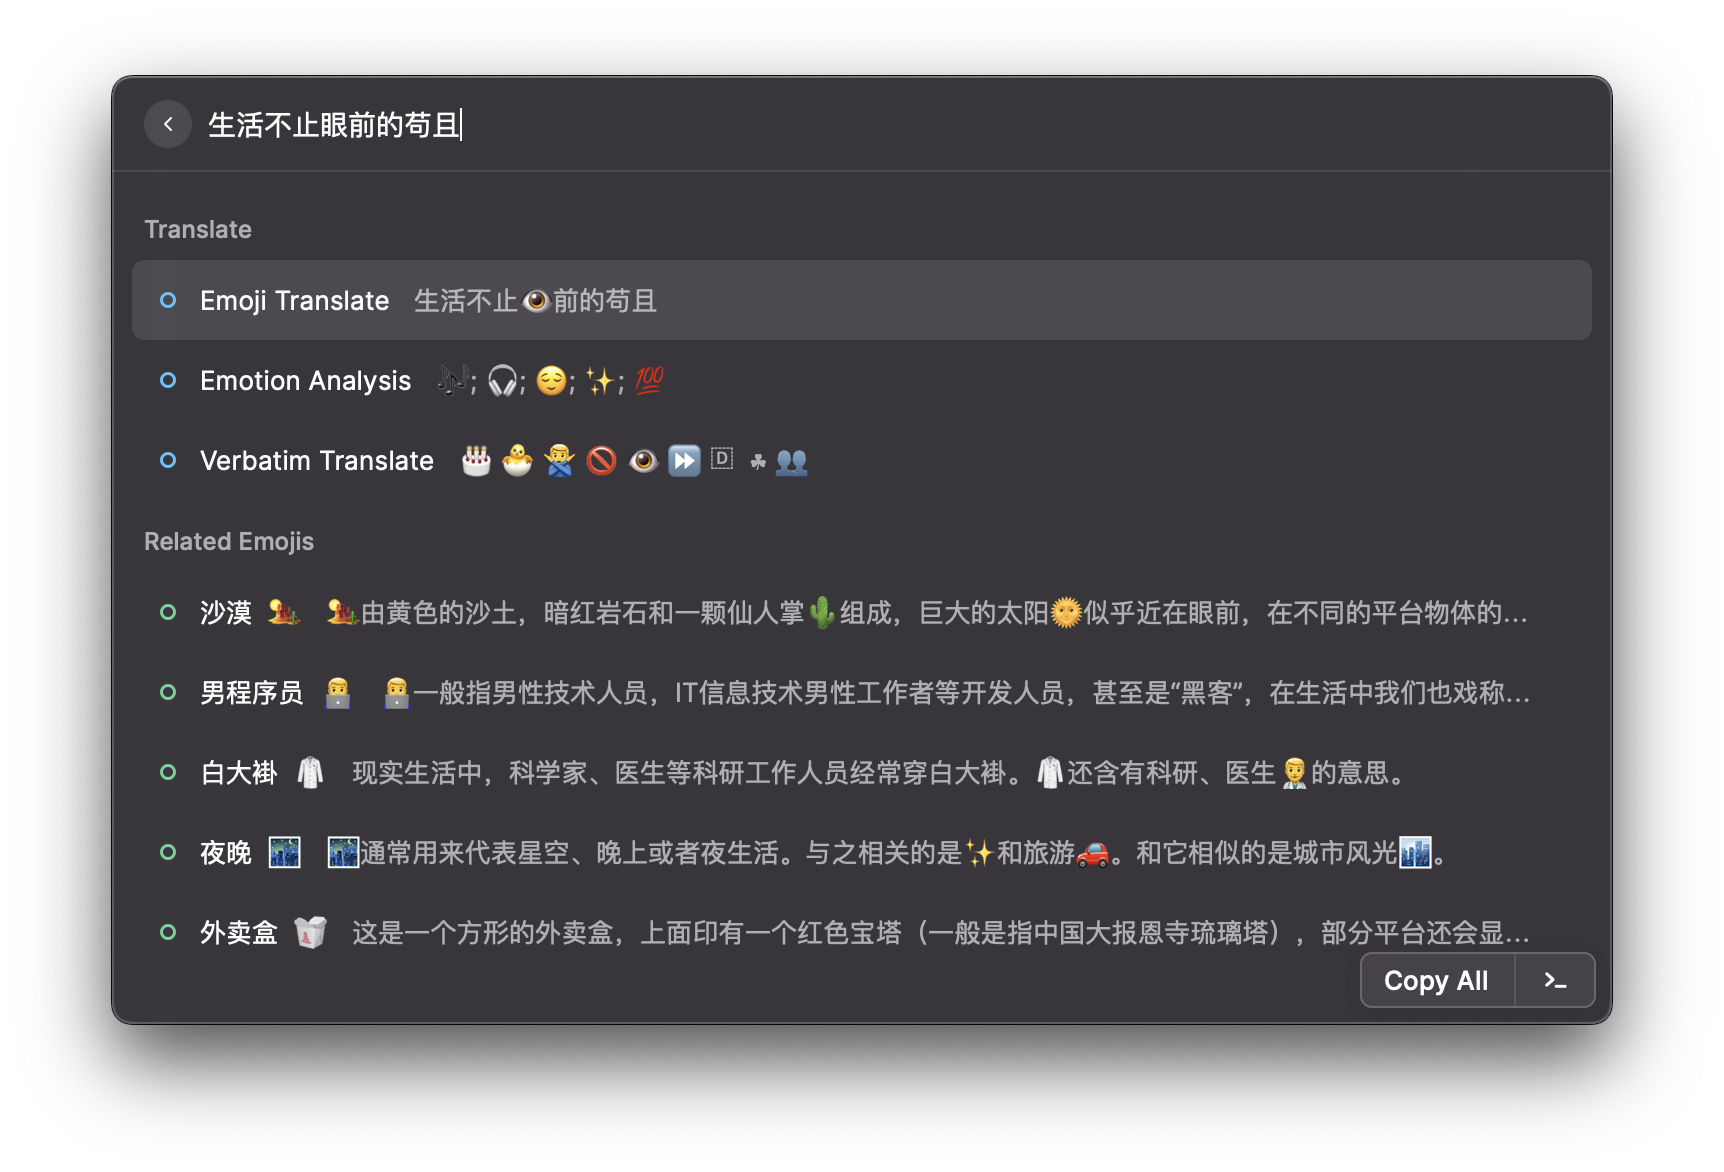 生活不止眼前的苟且
Translate
Emoji Translate 生活不止👁️前的苟且
Emotion Analysis 🎶; 🎧; 😌; ✨; 💯
Verbatim Translate 🎂 🐣 🙅‍♂️ 🚫 👁️ ⏩ 🄳 ☘ 👥
Related Emojis
沙漠 🏜️ 🏜️由黄色的沙土，暗红岩石和一颗仙人掌🌵组成，巨大的太阳🌞似乎近在眼前，在不同的平台物体的...
男程序员 👨‍💻 👨‍💻一般指男性技术人员，IT信息技术男性工作者等开发人员，甚至是“黑客”，在生活中我们也戏称...
白大褂 🥼 现实生活中，科学家、医生等科研工作人员经常穿白大褂。🥼还含有科研、医生👨‍⚕️的意思。
夜晚 🌃 🌃通常用来代表星空、晚上或者夜生活。与之相关的是✨和旅游🚗。和它相似的是城市风光🏙️。
外卖盒 🥡 这是一个方形的外卖盒，上面印有一个红色宝塔（一般是指中国大报恩寺琉璃塔），部分平台还会显...
Copy All >_